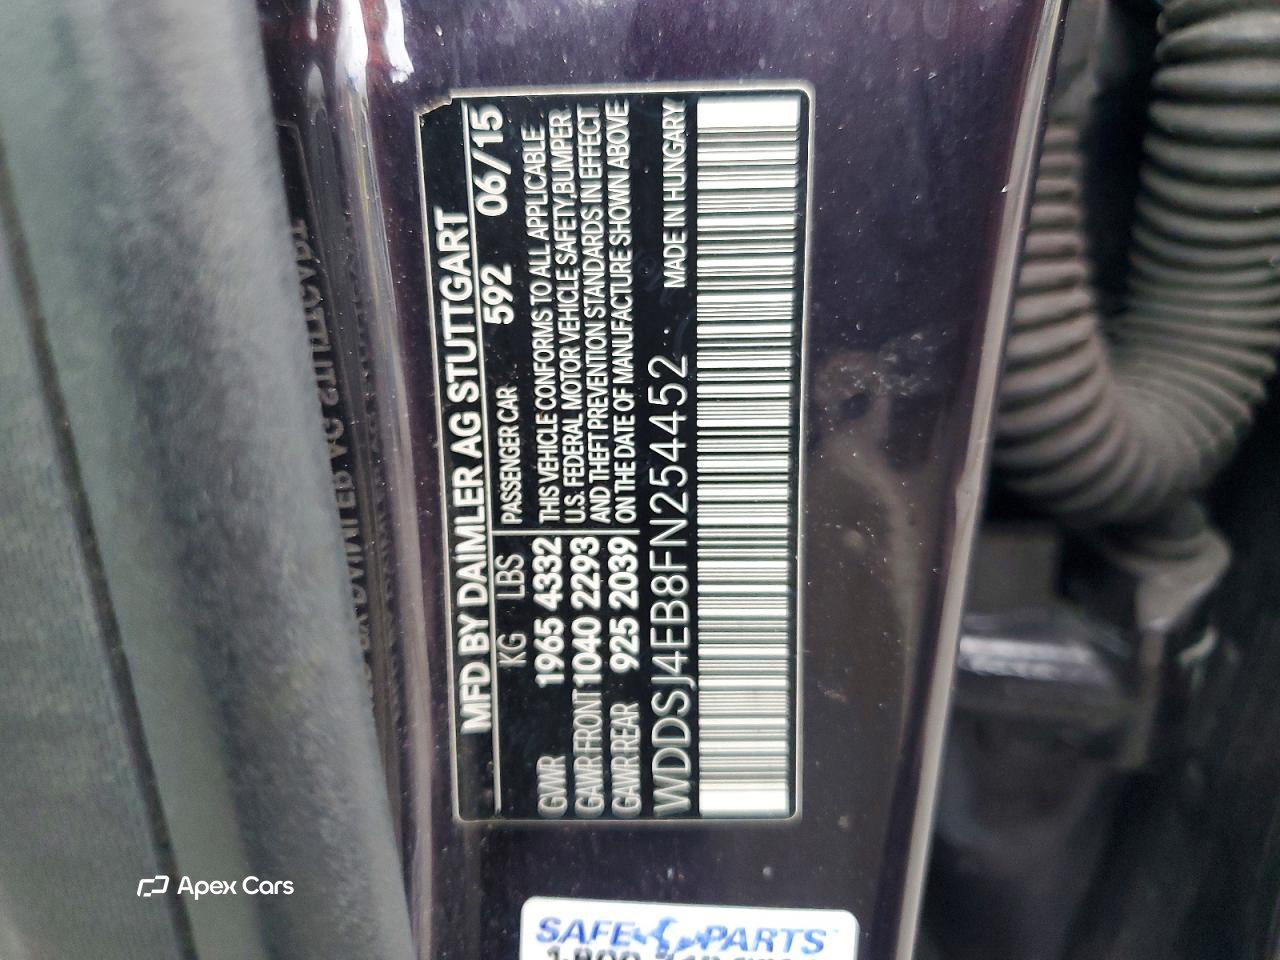 MFD BY DAIMLER AG STUTTGART
KG LBS PASSENGER CAR 592 06/15
GVWR 1965 4332 THIS VEHICLE CONFORMS TO ALL APPLICABLE
GAWR FRONT 1040 2293 U.S. FEDERAL MOTOR VEHICLE SAFETY, BUMPER
AND THEFT PREVENTION STANDARDS IN EFFECT
GAWR REAR 925 2039 ON THE DATE OF MANUFACTURE SHOWN ABOVE
WDDSJ4EB8FN254452 MADE IN HUNGARY
SAFE PARTS
Apex Cars